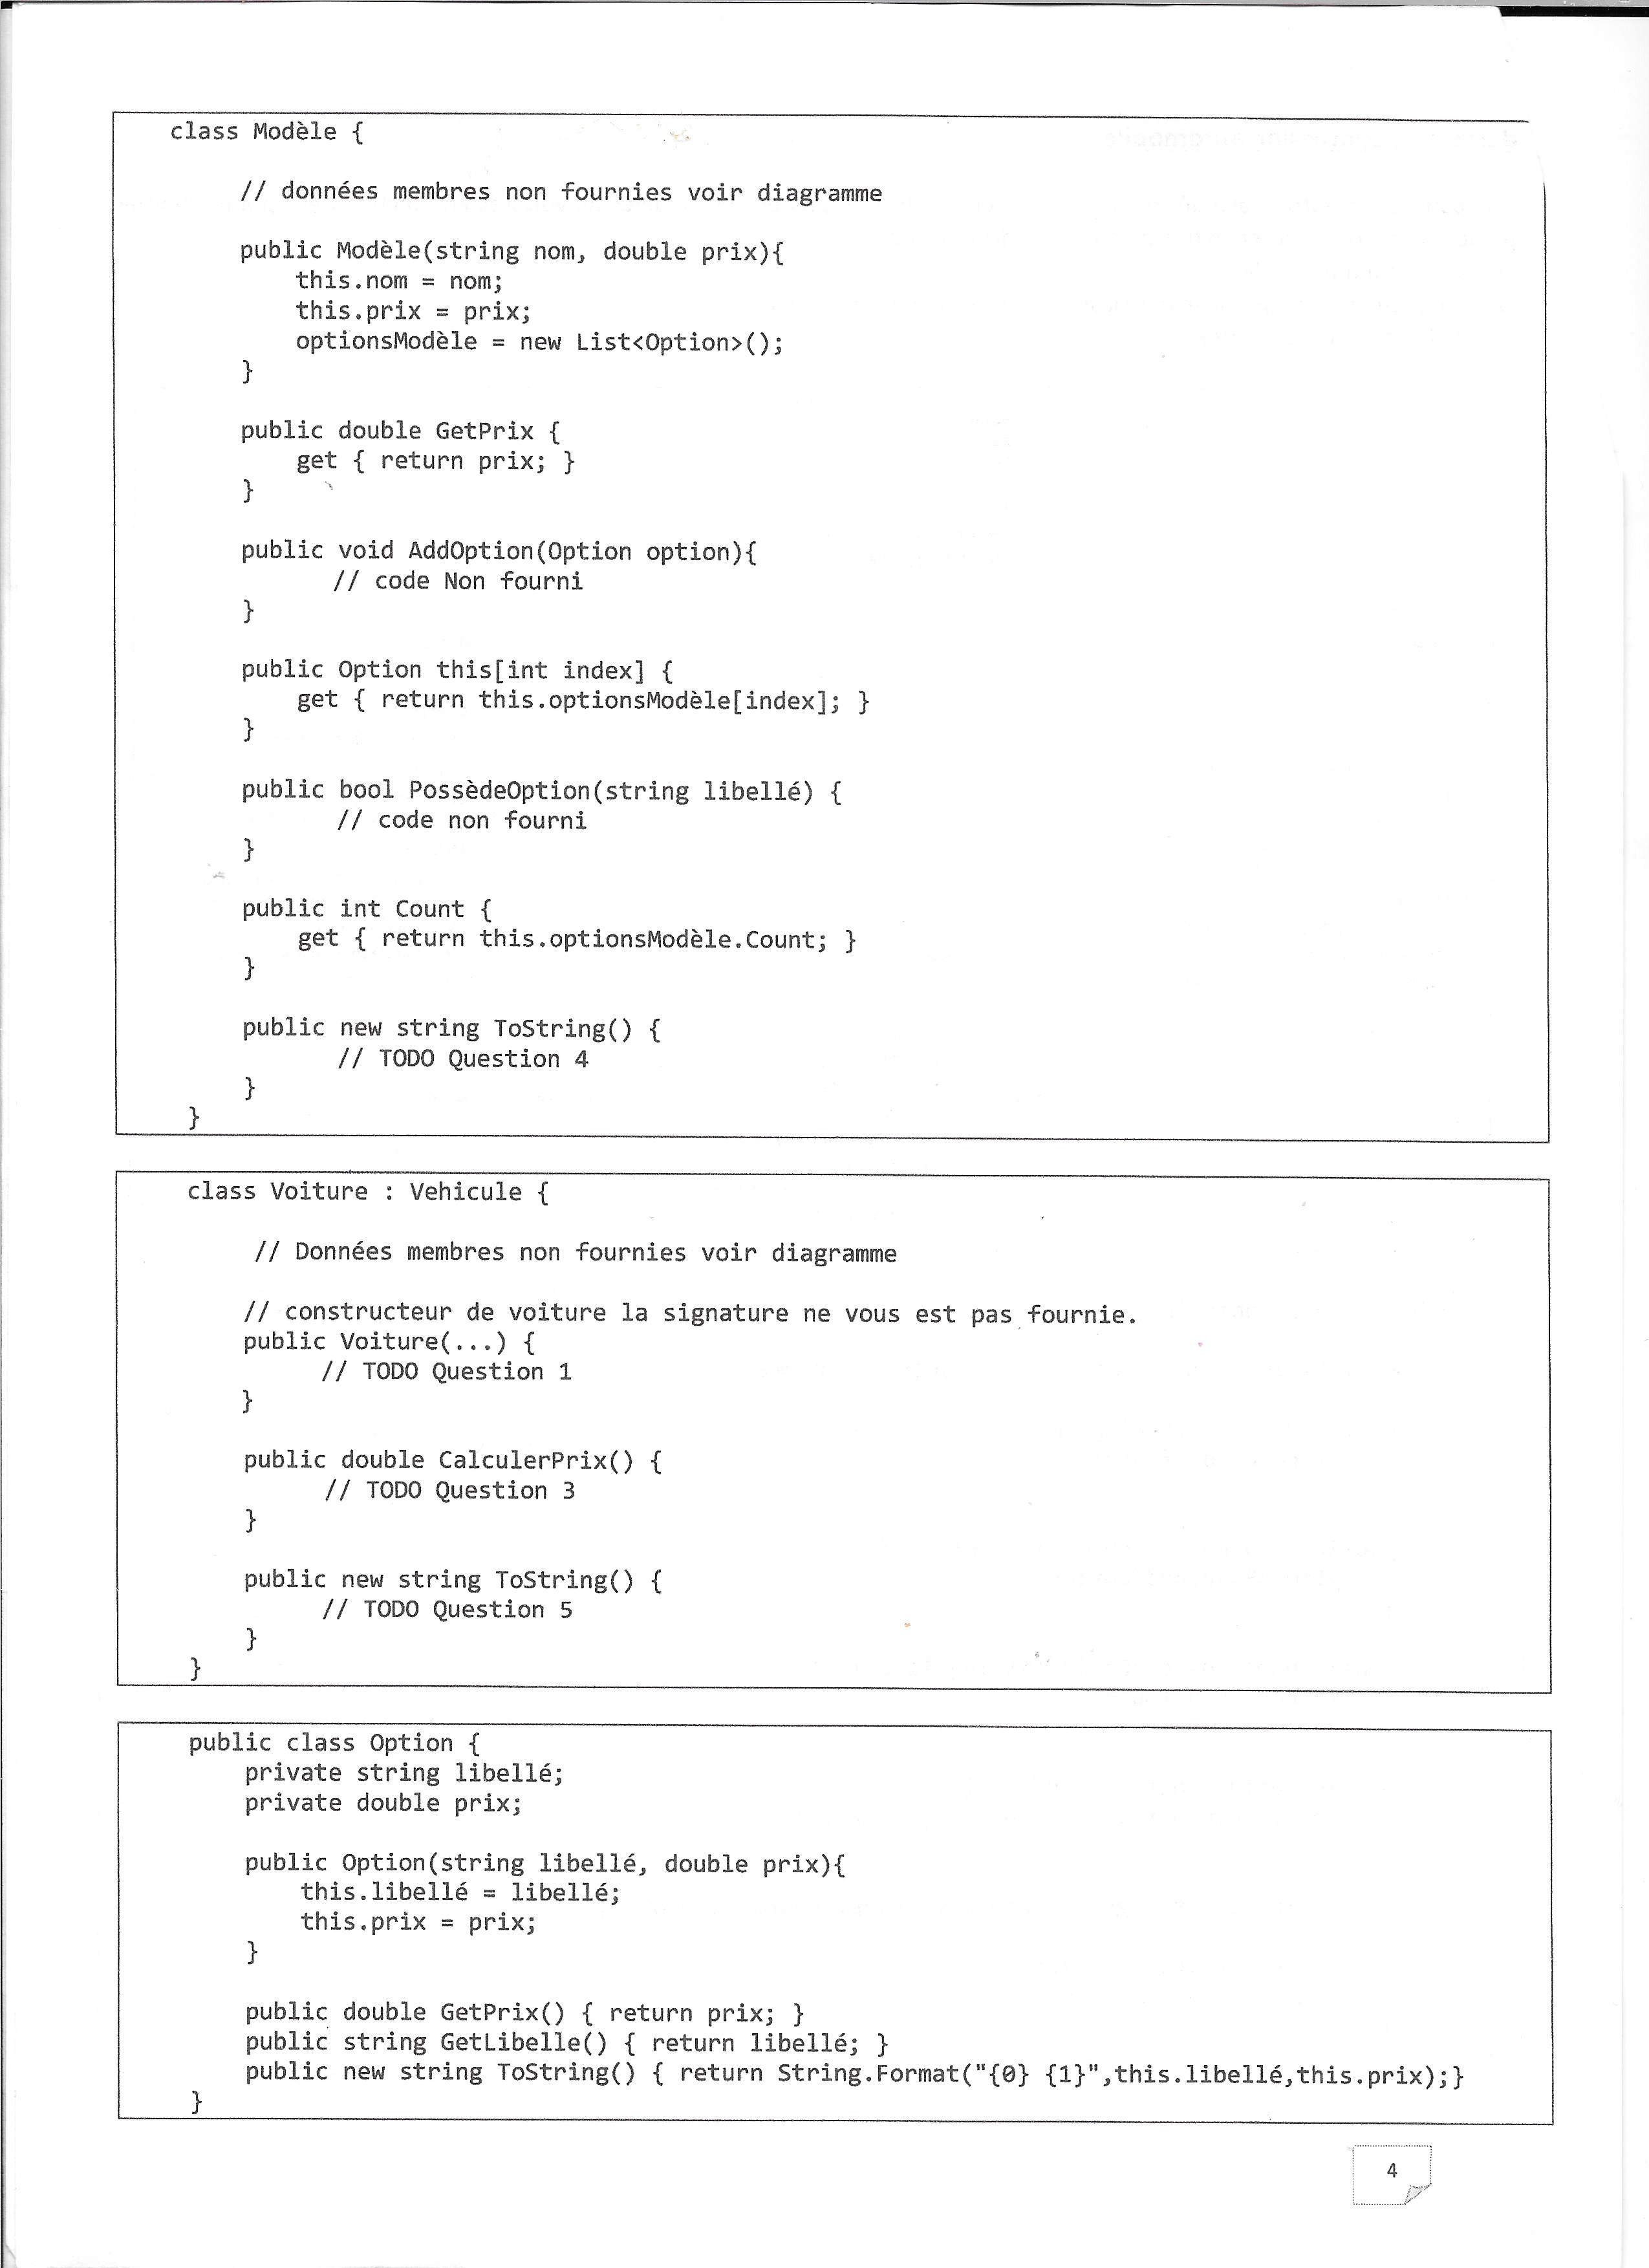 class Modèle {
// données membres non fournies voir diagramme
public Modèle(string nom, double prix){
this.nom = nom;
this.prix = prix;
optionsModèle = new List<Option>();
}
public double GetPrix {
get { return prix; }
}
public void AddOption(Option option){
// code Non fourni
}
public Option this[int index] {
get { return this.optionsModèle[index]; }
}
public bool PossèdeOption(string libellé) {
// code non fourni
}
public int Count {
get { return this.optionsModèle.Count; }
}
public new string ToString() {
// TODO Question 4
}
}
class Voiture : Vehicule {
// Données membres non fournies voir diagramme
// constructeur de voiture la signature ne vous est pas fournie.
public Voiture(...) {
// TODO Question 1
}
public double CalculerPrix() {
// TODO Question 3
}
public new string ToString() {
// TODO Question 5
}
}
public class Option {
private string libellé;
private double prix;
public Option(string libellé, double prix){
this.libellé = libellé;
this.prix = prix;
}
public double GetPrix() { return prix; }
public string GetLibelle() { return libellé; }
public new string ToString() { return String.Format("{0} {1}",this.libellé,this.prix);}
}
4